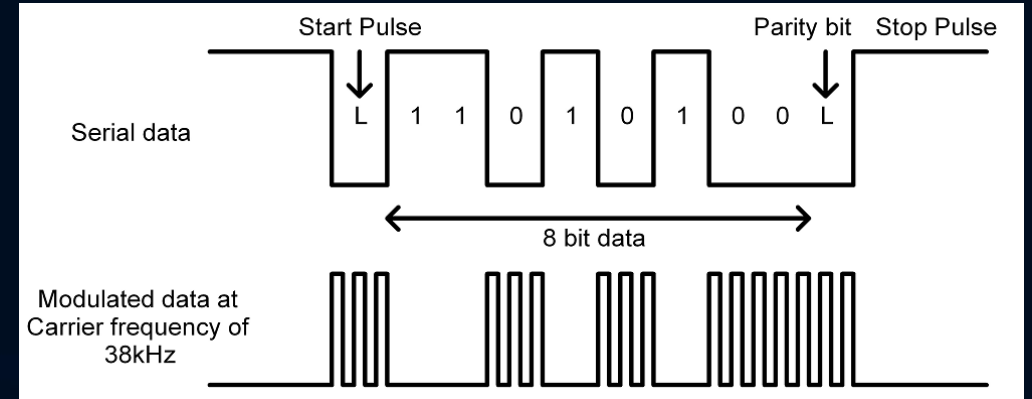 Start Pulse
Parity bit Stop Pulse
Serial data
L 1 1 0 1 0 1 0 0 L
8 bit data
Modulated data at
Carrier frequency of
38kHz